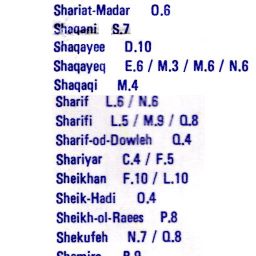 Shariat-Madar O.6
Shaqani S.7
Shaqayee D.10
Shaqayeq E.6 / M.3 / M.6 / N.6
Shaqaqi M.4
Sharif L.6 / N.6
Sharifi L.5 / M.9 / Q.8
Sharif-od-Dowleh Q.4
Shariyar C.4 / F.5
Sheikhan F.10 / L.10
Sheik-Hadi O.4
Sheikh-ol-Raees P.8
Shekufeh N.7 / Q.8